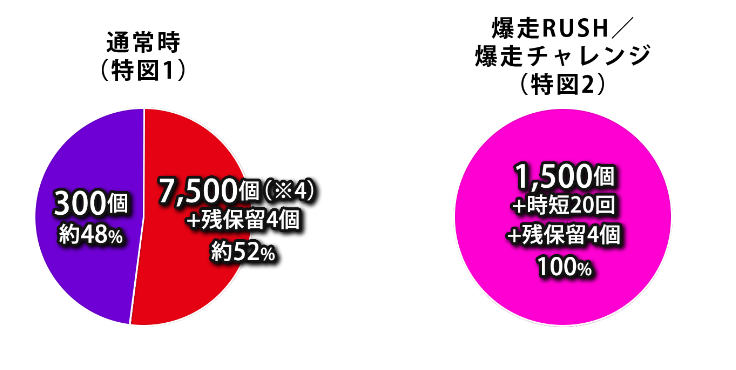 通常時
（特図1）
300個
約48%
7,500個（※4）
+残保留4個
約52%
爆走RUSH／
爆走チャレンジ
（特図2）
1,500個
+時短20回
+残保留4個
100%